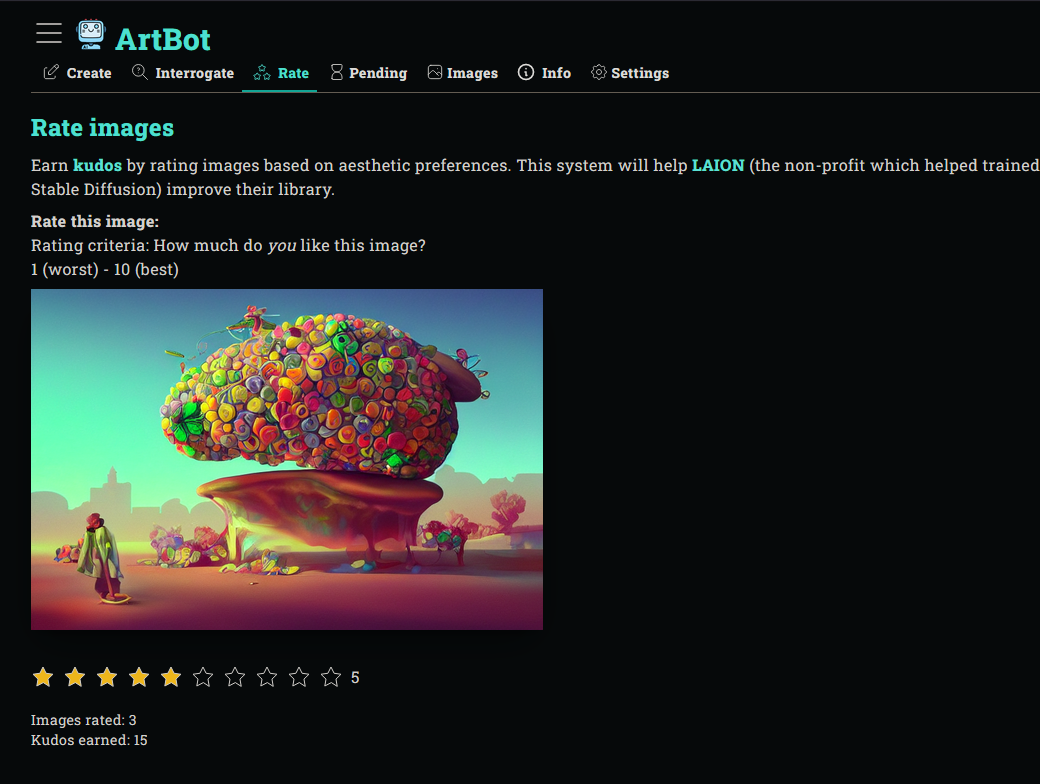 ArtBot
Create Interrogate Rate Pending Images Info Settings
Rate images
Earn kudos by rating images based on aesthetic preferences. This system will help LAION (the non-profit which helped trained
Stable Diffusion) improve their library.
Rate this image:
Rating criteria: How much do you like this image?
1 (worst) - 10 (best)
5
Images rated: 3
Kudos earned: 15